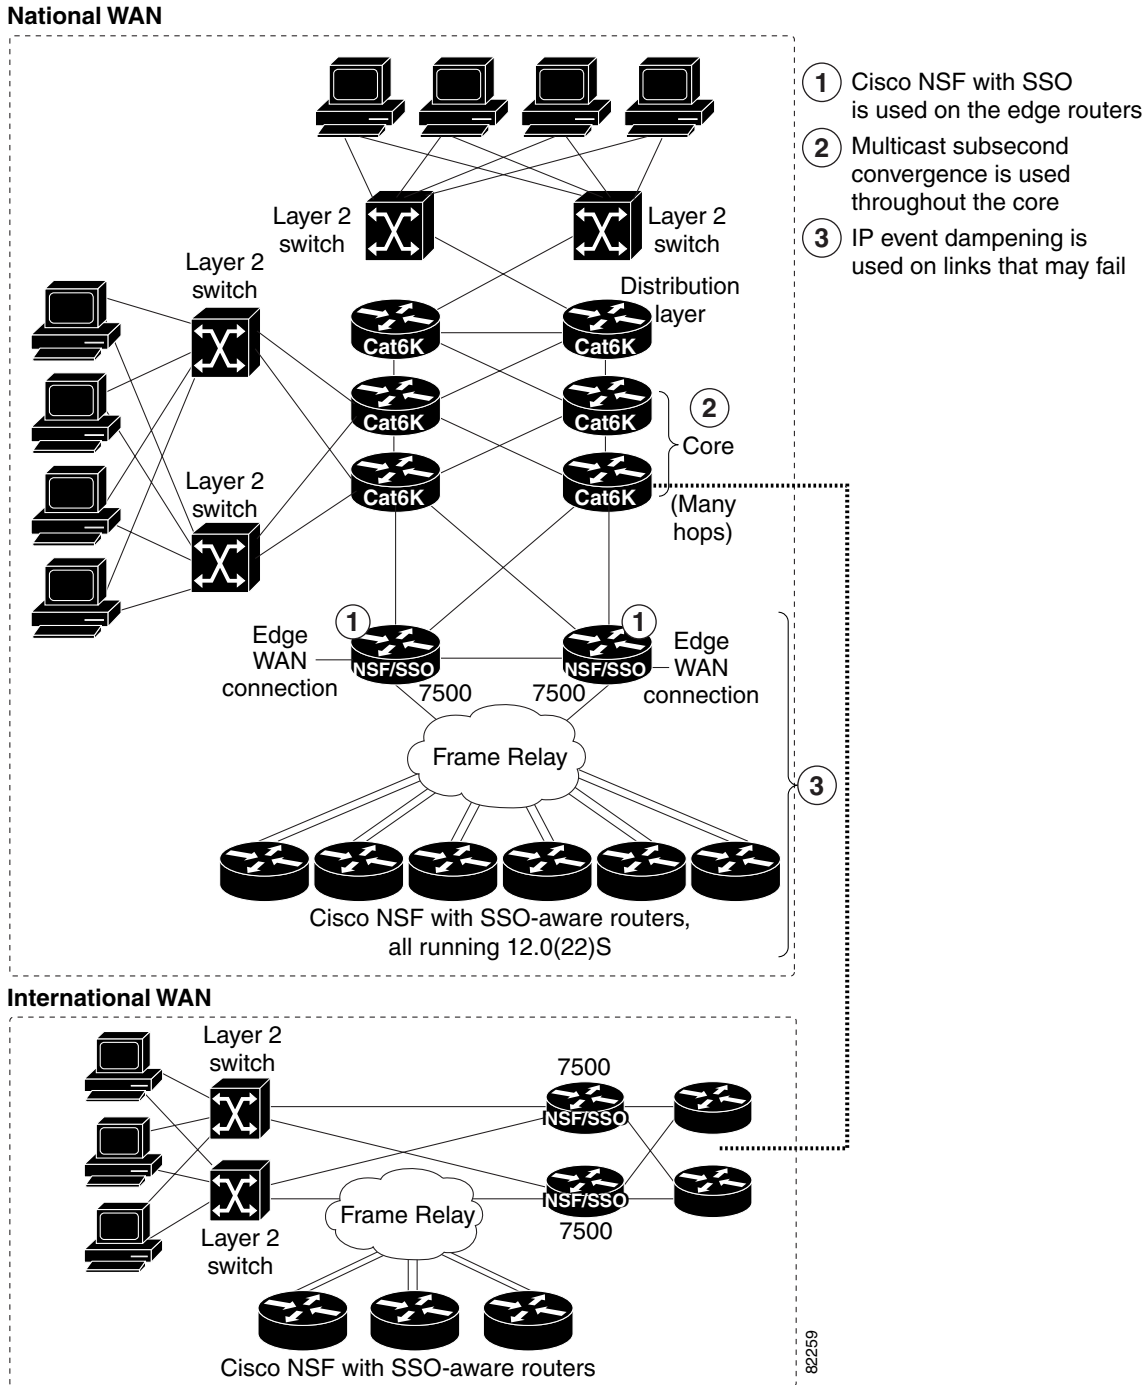 National WAN
1 Cisco NSF with SSO
is used on the edge routers
2 Multicast subsecond
convergence is used
throughout the core
3 IP event dampening is
used on links that may fail
Layer 2
switch
Layer 2
switch
Layer 2
switch
Distribution
layer
Cat6K
Cat6K
Cat6K
Cat6K
2
Core
Layer 2
switch
Cat6K
Cat6K
(Many
hops)
1
1
Edge
WAN
connection
NSF/SSO
NSF/SSO
Edge
WAN
connection
7500
7500
Frame Relay
3
Cisco NSF with SSO-aware routers,
all running 12.0(22)S
International WAN
Layer 2
switch
7500
NSF/SSO
NSF/SSO
7500
Frame Relay
Layer 2
switch
Cisco NSF with SSO-aware routers
82259